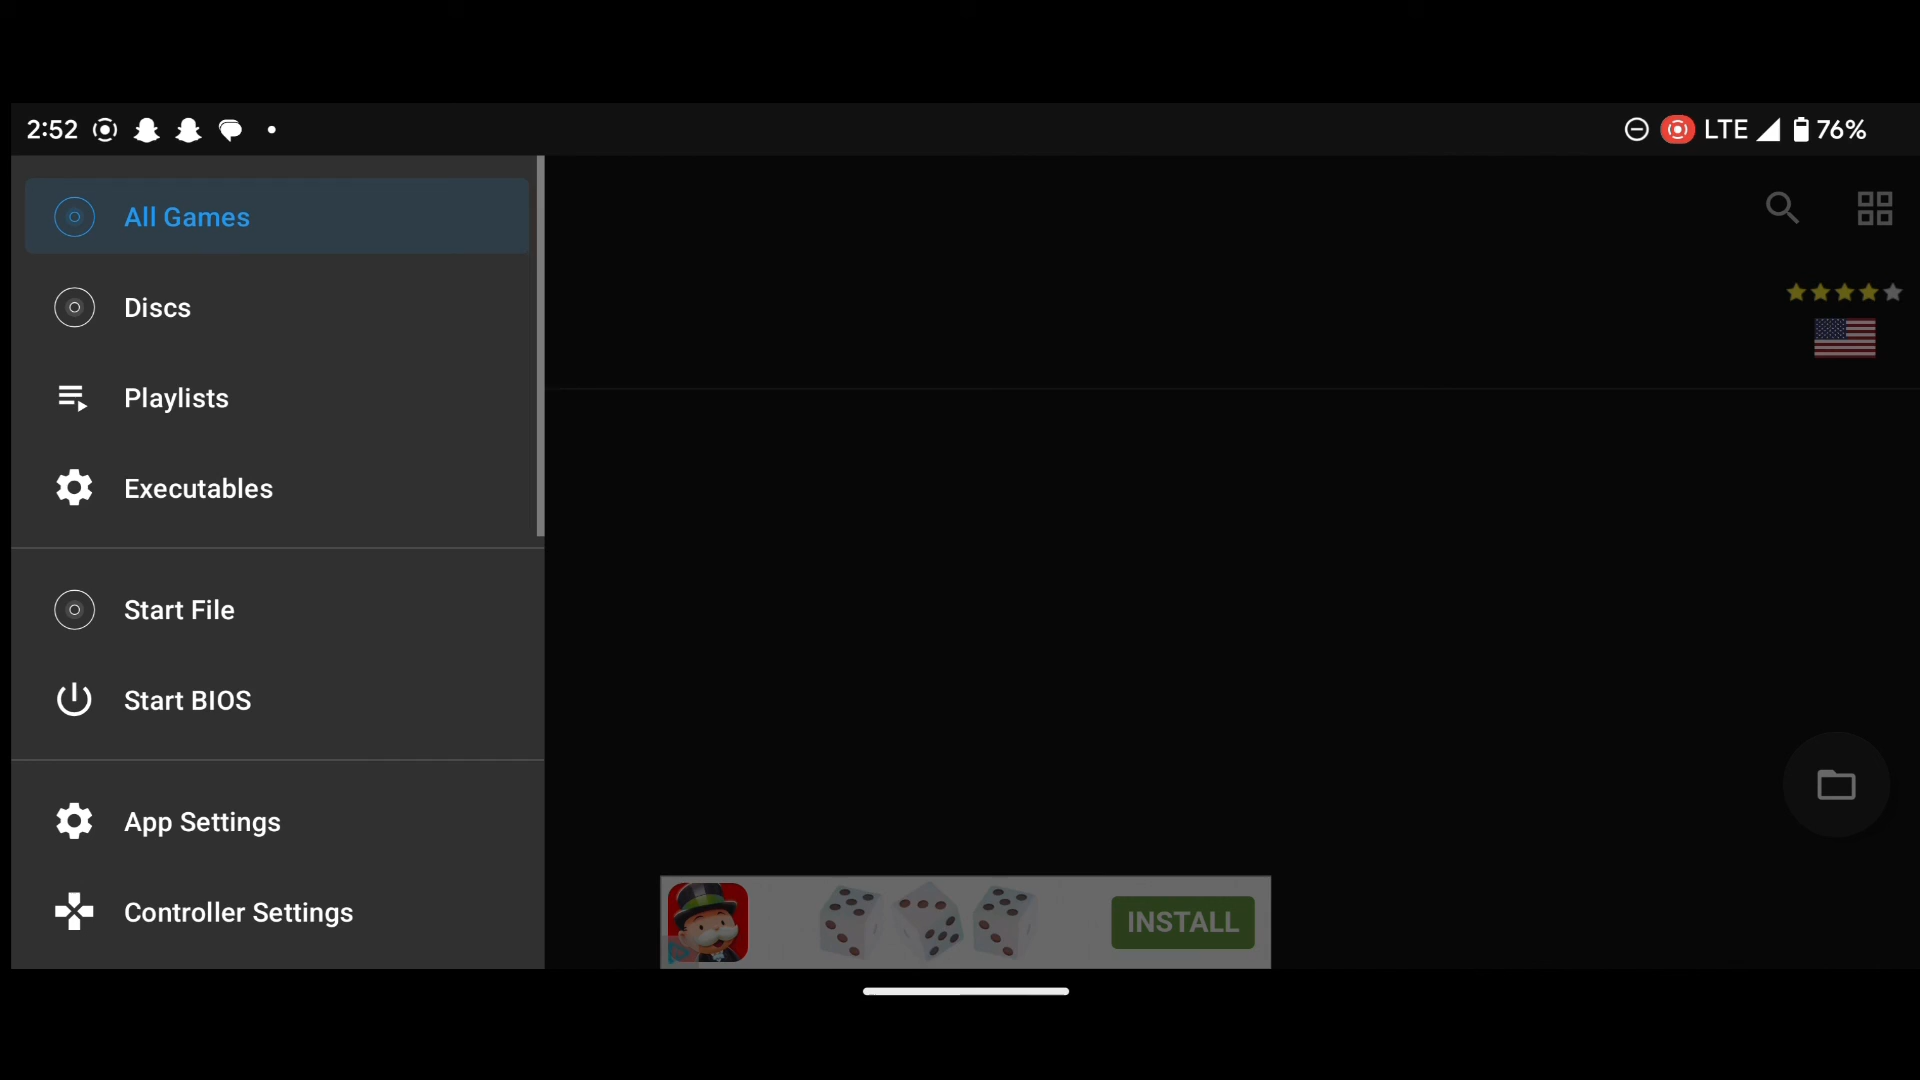 2:52
LTE 76%
All Games
Discs
Playlists
Executables
Start File
Start BIOS
App Settings
Controller Settings
INSTALL